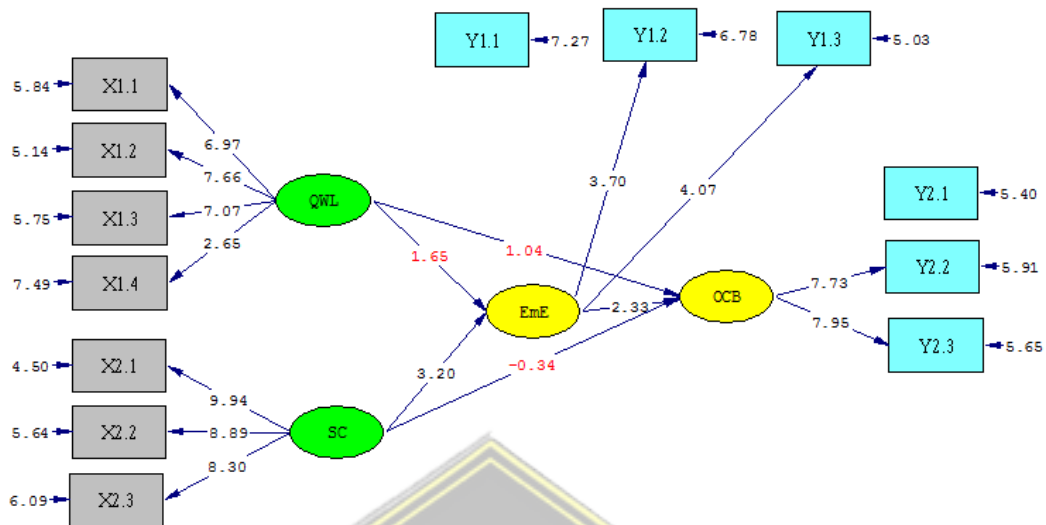 Y1.1
7.27
Y1.2
6.78
Y1.3
5.03
5.84
X1.1
6.97
5.14
X1.2
7.66
5.75
X1.3
7.07
7.49
X1.4
2.65
QWL
1.65
1.04
3.70
4.07
Y2.1
5.40
Y2.2
5.91
Y2.3
5.65
EmE
2.33
OCB
7.73
7.95
-0.34
3.20
4.50
X2.1
9.94
5.64
X2.2
8.89
6.09
X2.3
8.30
SC